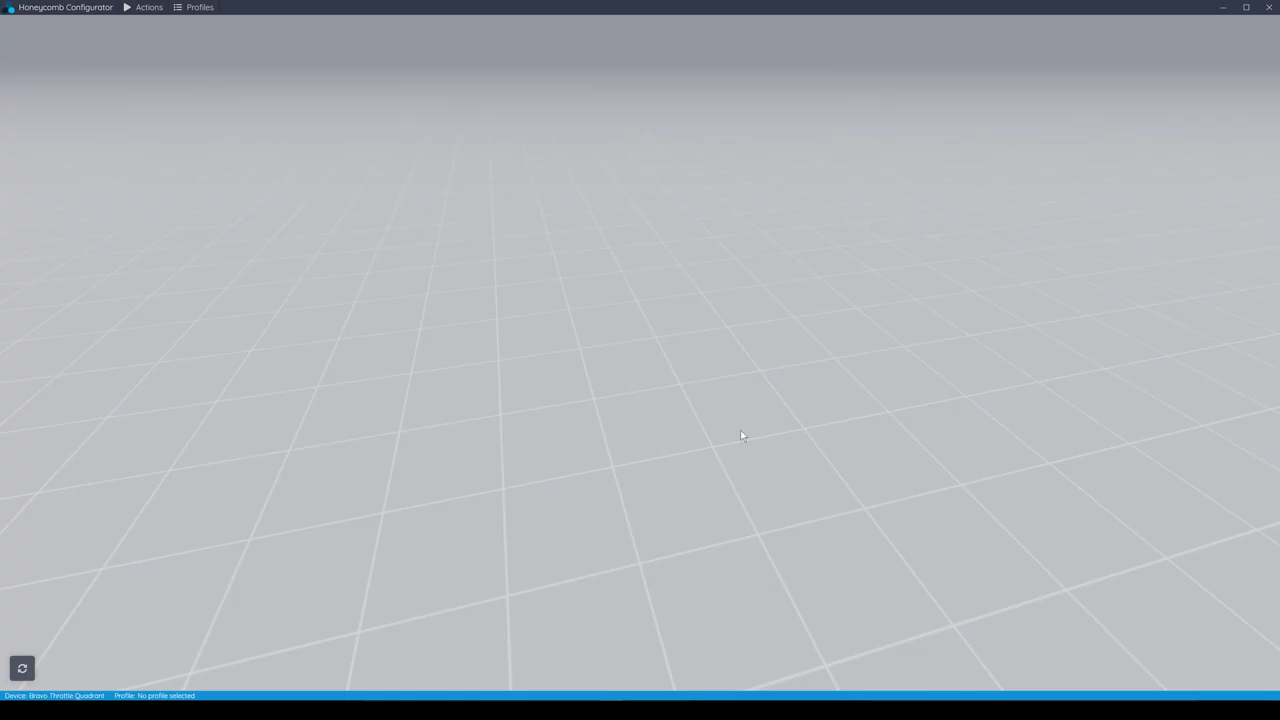 Honeycomb Configurator Actions Profiles
Device: Bravo Throttle Quadrant Profile: No profile selected